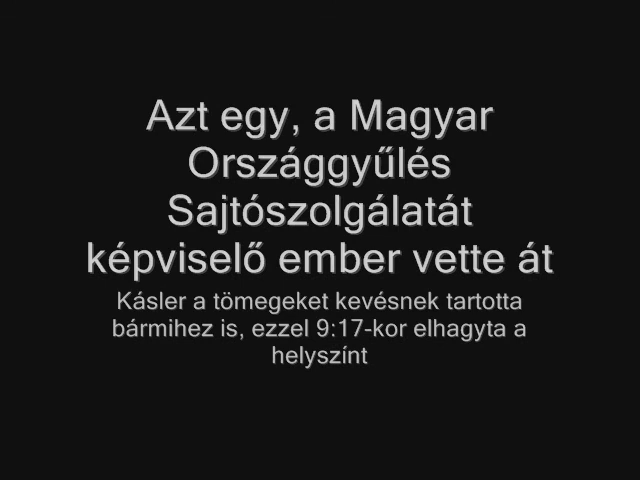 Azt egy, a Magyar
Országgyűlés
Sajtószolgálatát
képviselő ember vette át
Kásler a tömegeket kevésnek tartotta
bármihez is, ezzel 9:17-kor elhagyta a
helyszínt